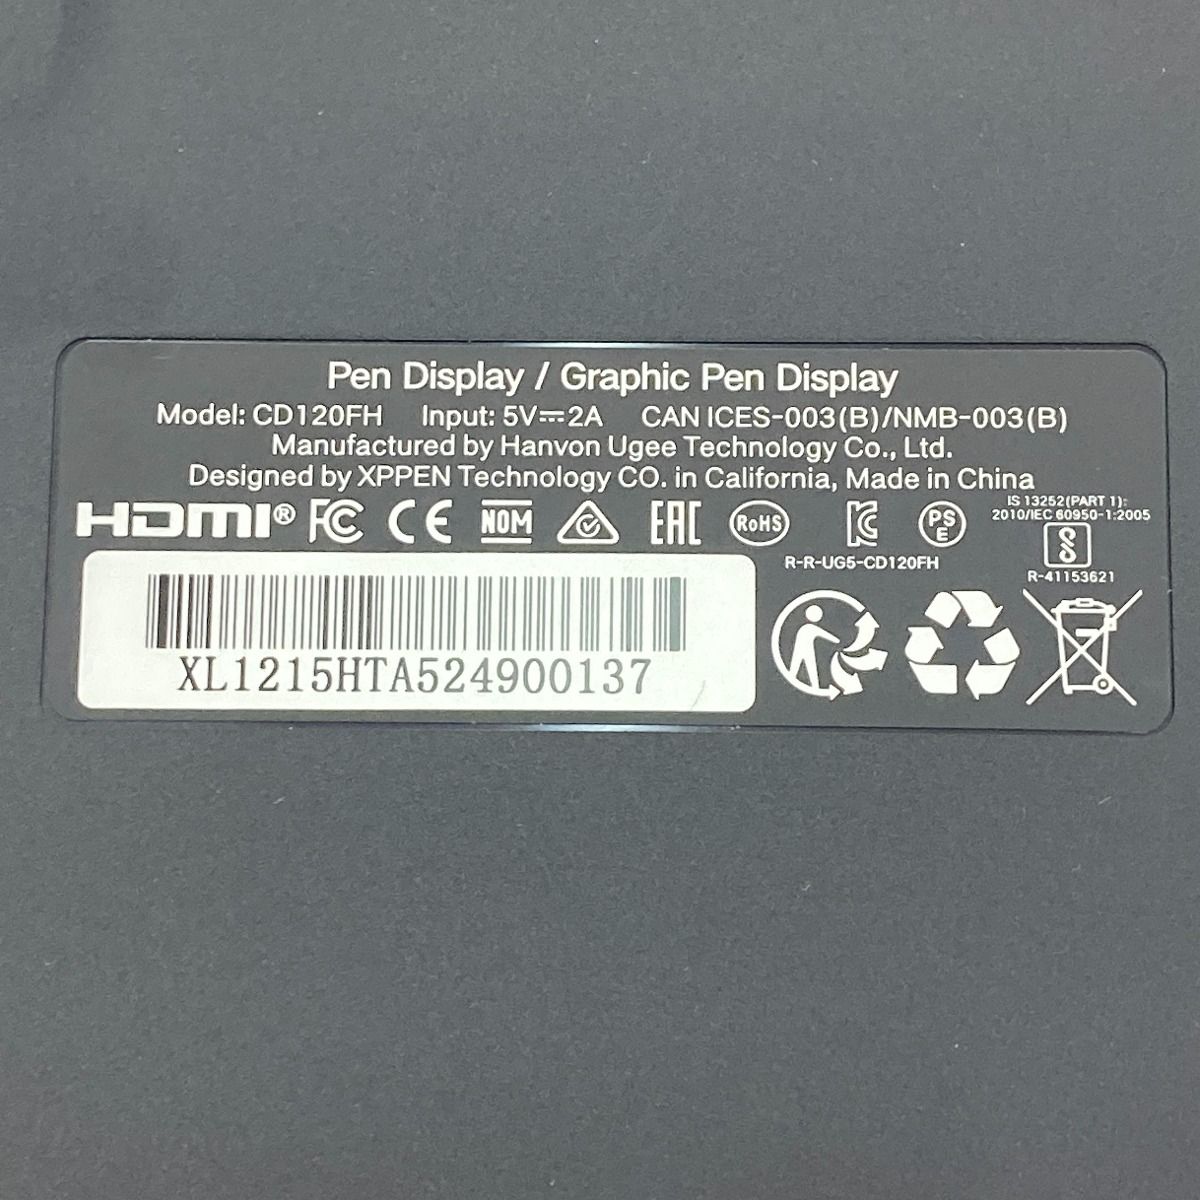 Pen Display / Graphic Pen Display
Model: CD120FH Input: 5V⎓2A CAN ICES-003(B)/NMB-003(B)
Manufactured by Hanvon Ugee Technology Co., Ltd.
Designed by XPPEN Technology CO. in California, Made in China
HDMI® FC CE NOM EAC RoHS KC PSE
IS 13252(PART 1):
2010/IEC 60950-1:2005
R-R-UG5-CD120FH
R-41153621
XL1215HTA524900137